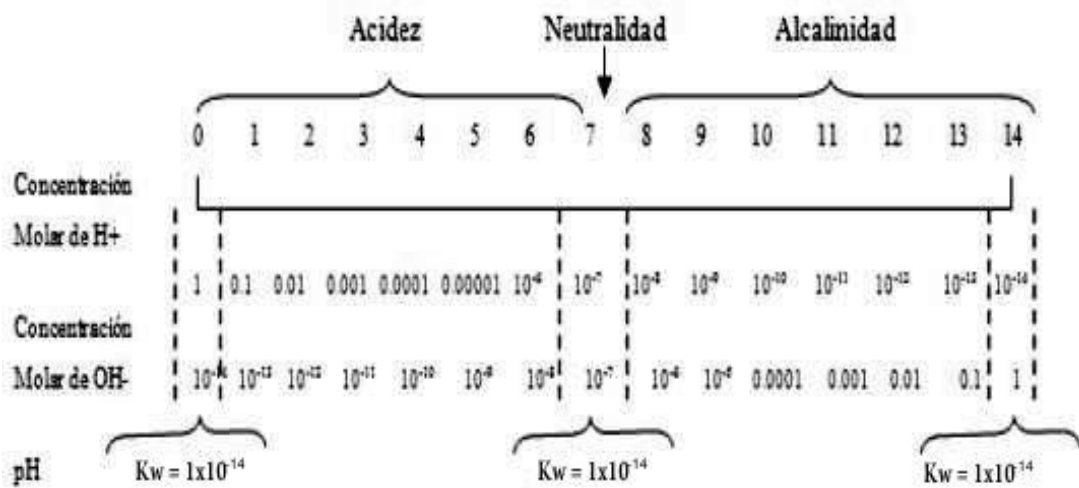 Acidez Neutralidad Alcalinidad
0 1 2 3 4 5 6 7 8 9 10 11 12 13 14
Concentración
Molar de H+
1 0.1 0.01 0.001 0.0001 0.00001 10⁻⁶ 10⁻⁷ 10⁻⁸ 10⁻⁹ 10⁻¹⁰ 10⁻¹¹ 10⁻¹² 10⁻¹³ 10⁻¹⁴
Concentración
Molar de OH-
10⁻¹⁴ 10⁻¹³ 10⁻¹² 10⁻¹¹ 10⁻¹⁰ 10⁻⁹ 10⁻⁸ 10⁻⁷ 10⁻⁶ 10⁻⁵ 0.0001 0.001 0.01 0.1 1
pH Kw = 1x10⁻¹⁴ Kw = 1x10⁻¹⁴ Kw = 1x10⁻¹⁴